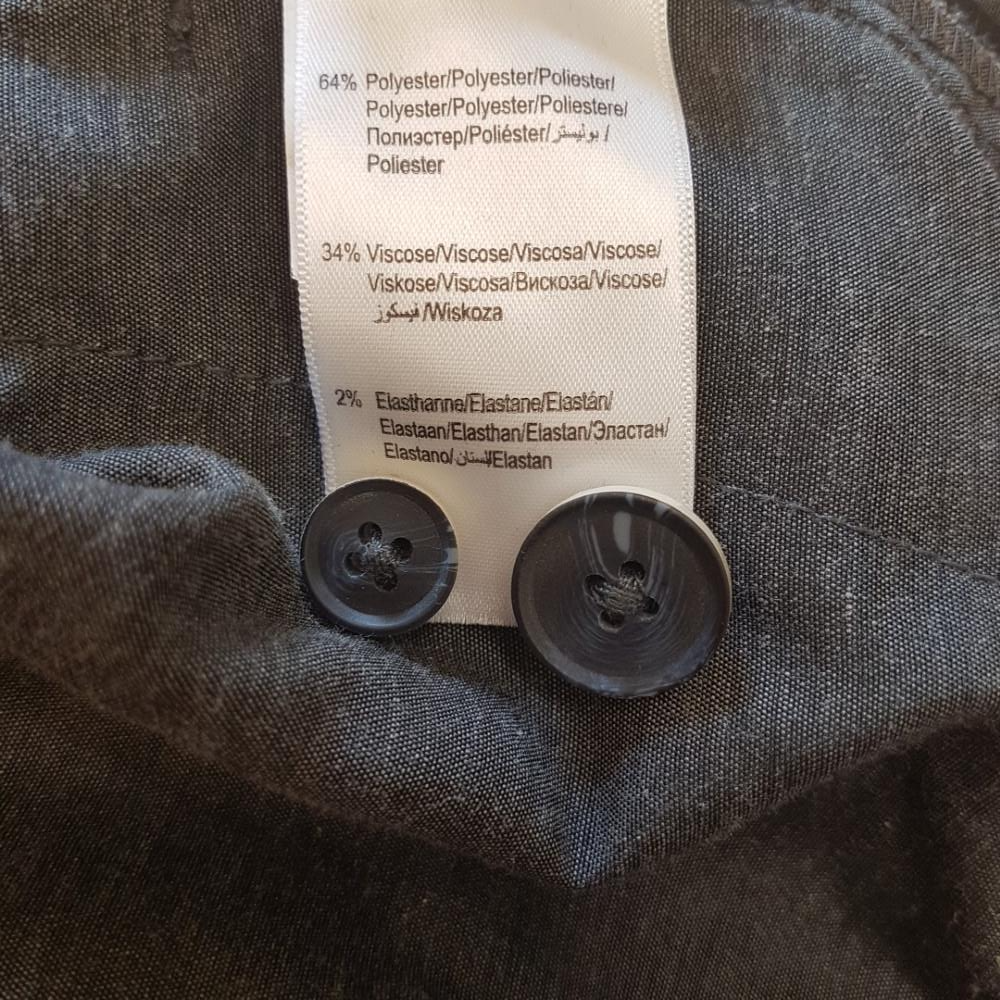 64% Polyester/Polyester/Poliester/
Polyester/Polyester/Poliestere/
Полиэстер/Poliéster/بوليستر/
Poliester
34% Viscose/Viscose/Viscosa/Viscose/
Viskose/Viscosa/Вискоза/Viscose/
فيسكوز/Wiskoza
2% Elasthanne/Elastane/Elastán/
Elastaan/Elasthan/Elastan/Эластан/
Elastano/الاستان/Elastan